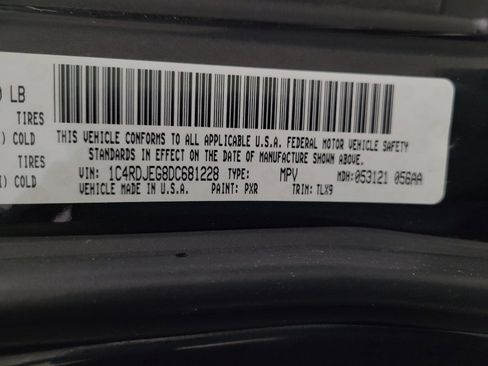 0 LB
TIRES
) COLD
TIRES
I) COLD
THIS VEHICLE CONFORMS TO ALL APPLICABLE U.S.A. FEDERAL MOTOR VEHICLE SAFETY
STANDARDS IN EFFECT ON THE DATE OF MANUFACTURE SHOWN ABOVE.
VIN: 1C4RDJEG8DC681228 TYPE: MPV MDH:053121 056AA
VEHICLE MADE IN U.S.A. PAINT: PXR TRIM: TLX9